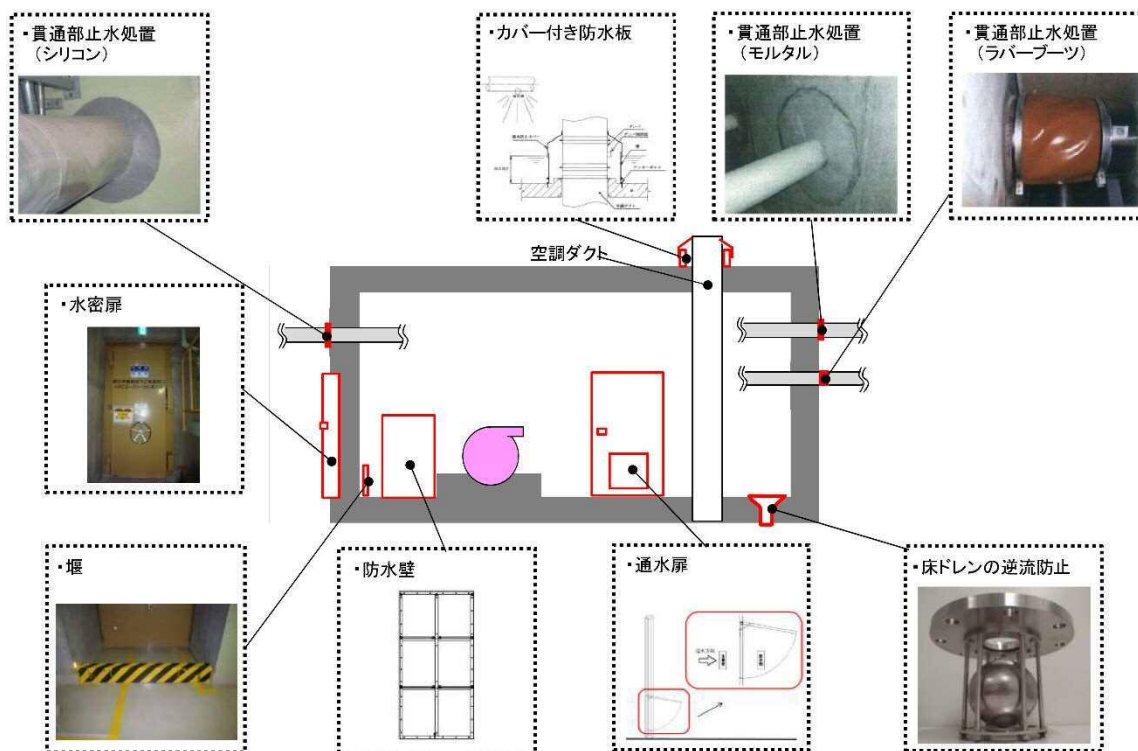 ・貫通部止水処置
（シリコン）
・カバー付き防水板
・貫通部止水処置
（モルタル）
・貫通部止水処置
（ラバーブーツ）
空調ダクト
・水密扉
・堰
・防水壁
・通水扉
・床ドレンの逆流防止